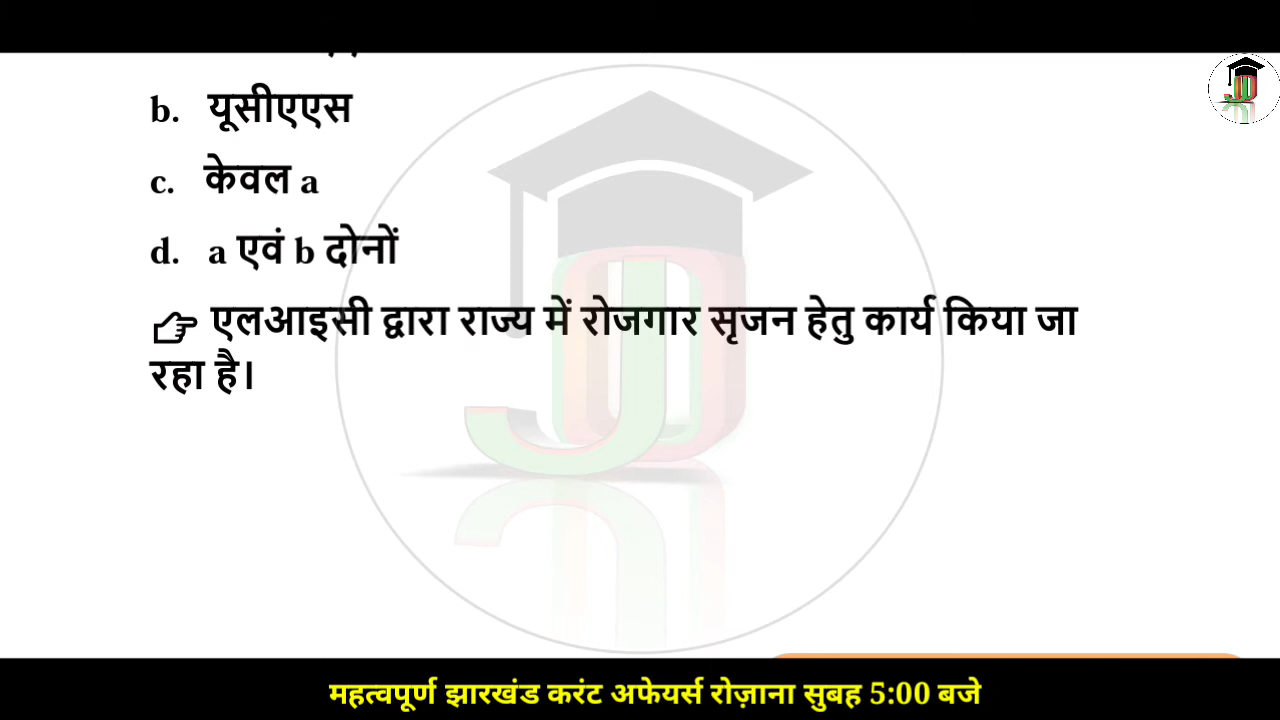 b. यूसीएएस
c. केवल a
d. a एवं b दोनों
👉 एलआइसी द्वारा राज्य में रोजगार सृजन हेतु कार्य किया जा
रहा है।
महत्वपूर्ण झारखंड करंट अफेयर्स रोज़ाना सुबह 5:00 बजे